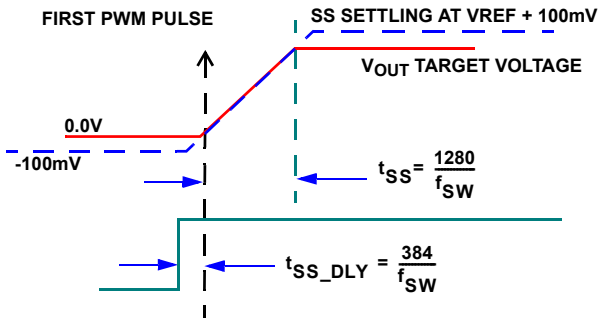 FIRST PWM PULSE
SS SETTLING AT VREF + 100mV
VOUT TARGET VOLTAGE
0.0V
-100mV
tSS = 1280/fSW
tSS_DLY = 384/fSW